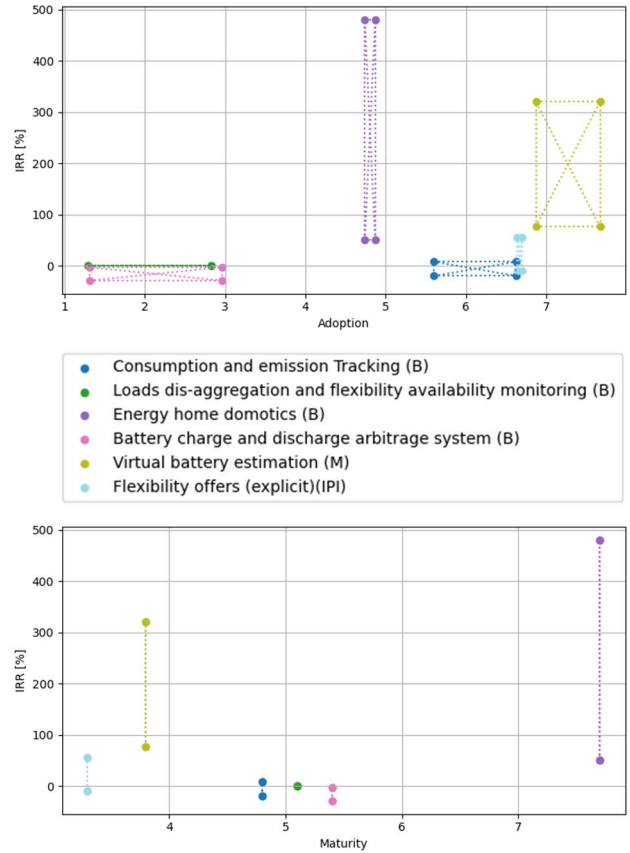 500
400
300
200
100
0
IRR [%]
1 2 3 4 5 6 7
Adoption
Consumption and emission Tracking (B)
Loads dis-aggregation and flexibility availability monitoring (B)
Energy home domotics (B)
Battery charge and discharge arbitrage system (B)
Virtual battery estimation (M)
Flexibility offers (explicit)(IPI)
500
400
300
200
100
0
IRR [%]
4 5 6 7
Maturity